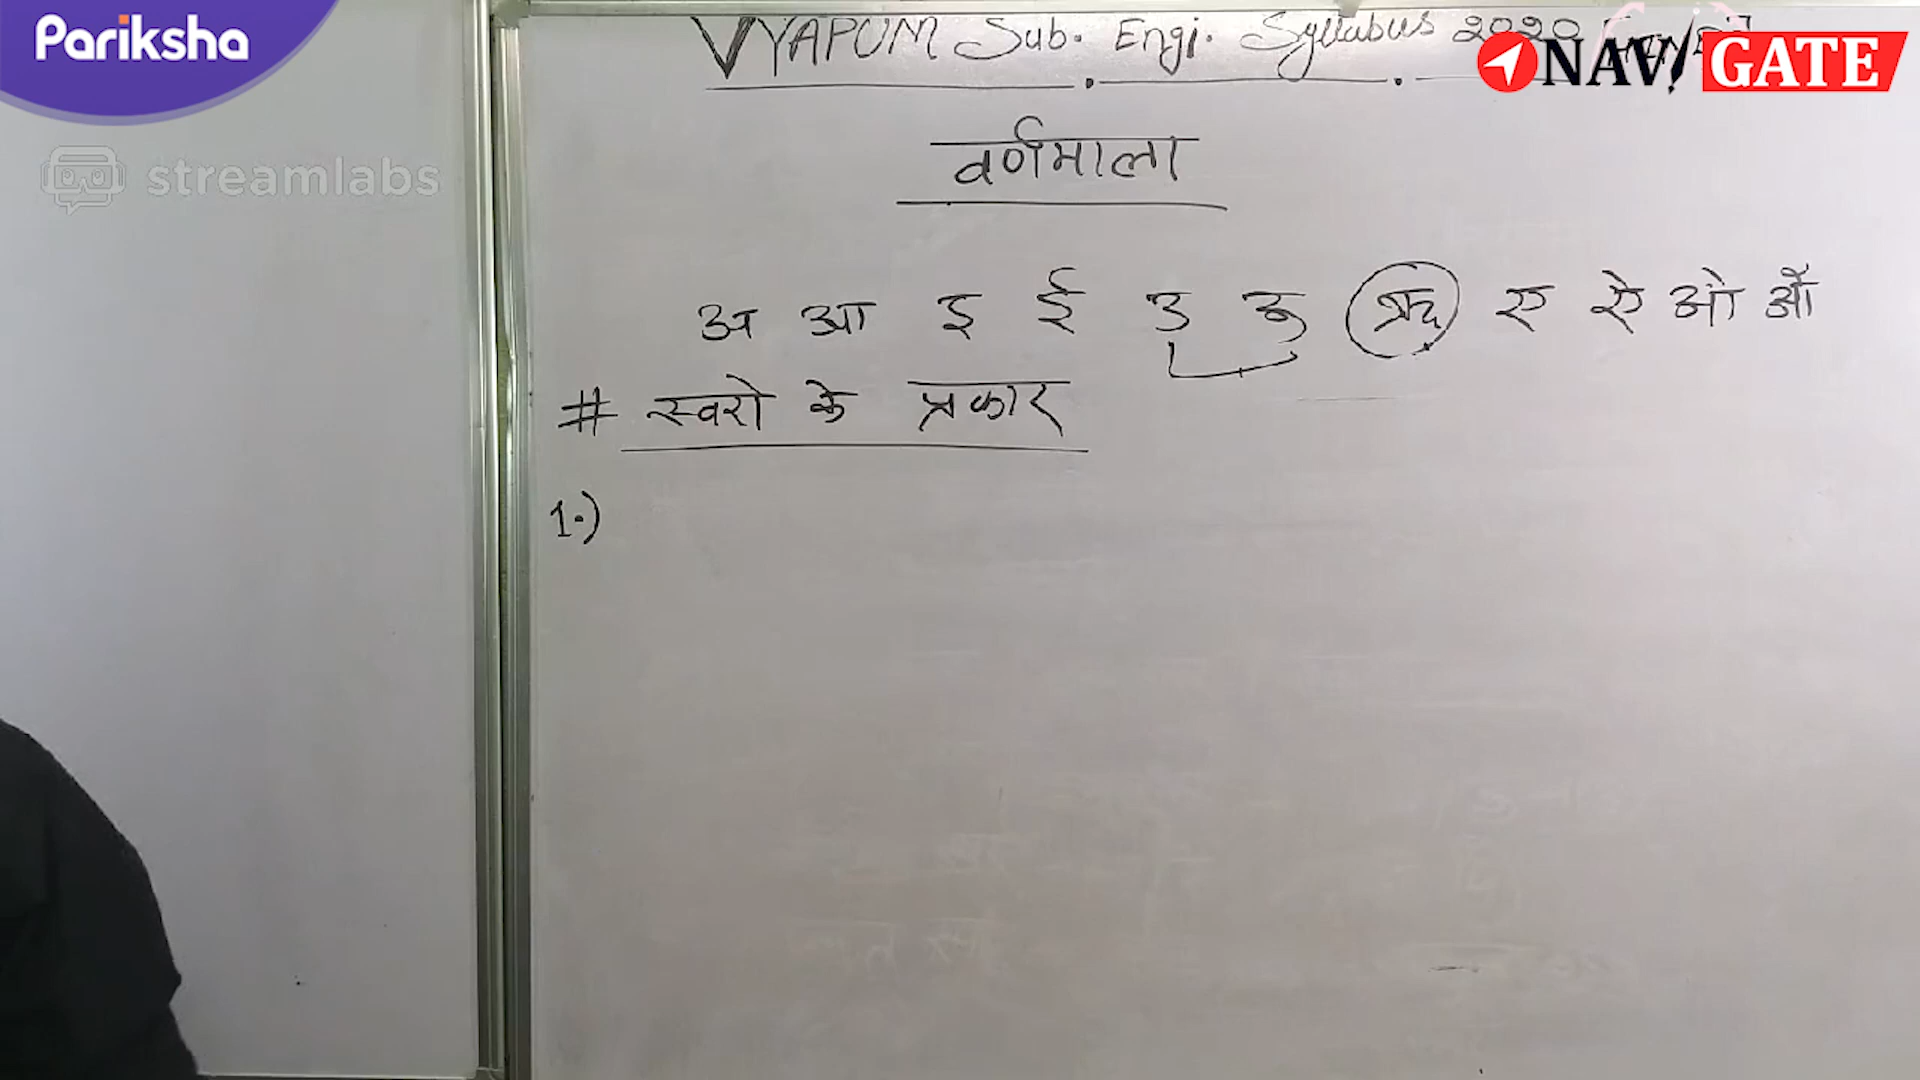 Pariksha
VYAPUM Sub. Engi. Syllabus 2020
NAV!GATE
streamlabs
वर्णमाला
अ आ इ ई उ ऊ ऋ ए ऐ ओ औ
# स्वरो के प्रकार
1.)